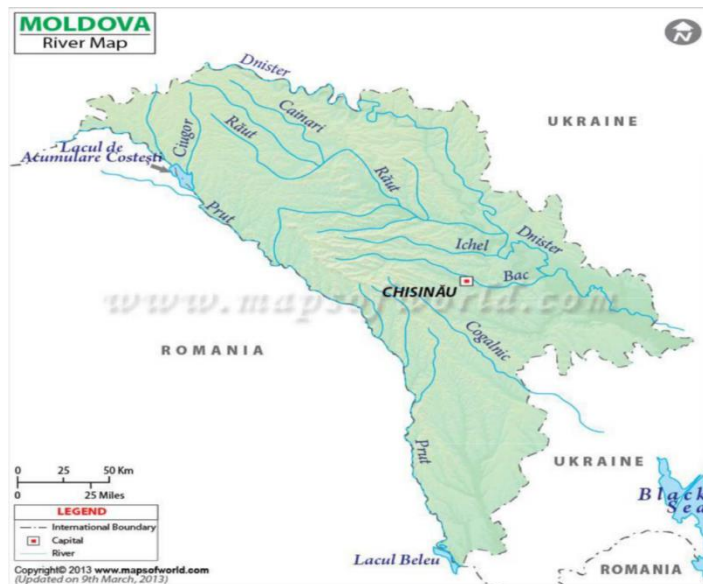 MOLDOVA
River Map
N
Dnister
UKRAINE
Cainari
Răut
Ciugor
Lacul de
Acumulare Costești
Răut
Prut
Dnister
Ichel
Bac
CHISINĂU
www.mapsofworld.com
Cogalnic
ROMANIA
Prut
0 25 50 Km
0 25 Miles
UKRAINE
Black
Sea
LEGEND
International Boundary
Capital
River
Lacul Beleu
ROMANIA
Copyright© 2013 www.mapsofworld.com
(Updated on 9th March, 2013)